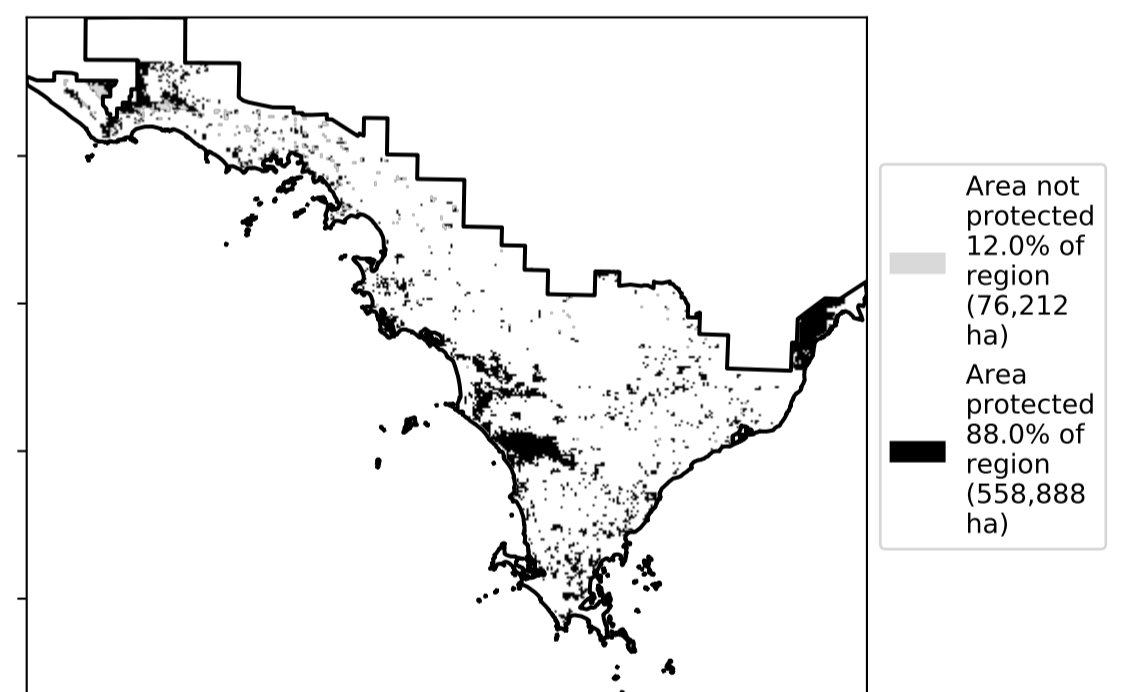 Area not
protected
12.0% of
region
(76,212
ha)
Area
protected
88.0% of
region
(558,888
ha)